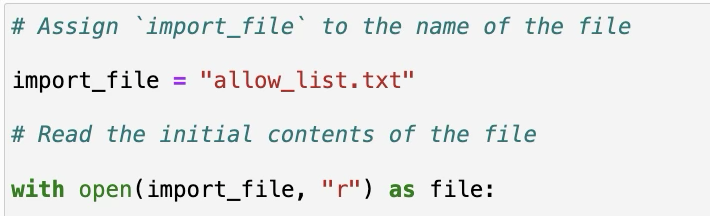 # Assign `import_file` to the name of the file
import_file = "allow_list.txt"
# Read the initial contents of the file
with open(import_file, "r") as file: